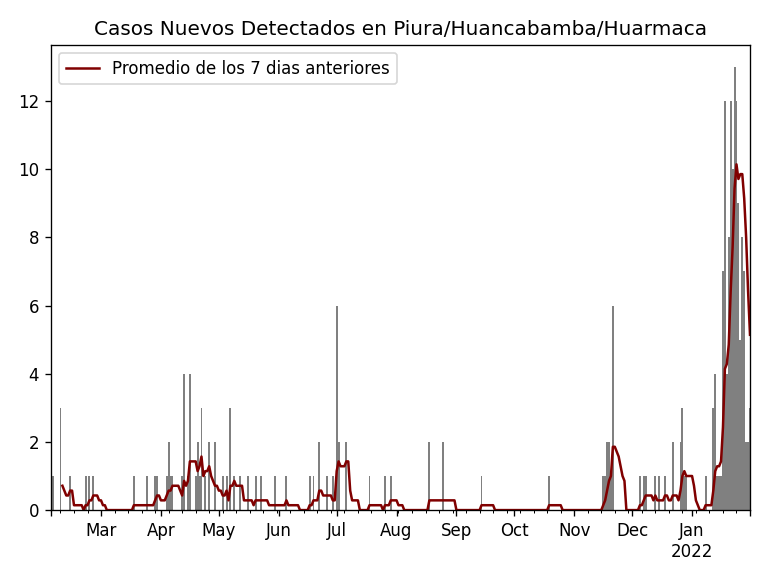 Casos Nuevos Detectados en Piura/Huancabamba/Huarmaca
Promedio de los 7 dias anteriores
12
10
8
6
4
2
0
Mar Apr May Jun Jul Aug Sep Oct Nov Dec Jan
2022